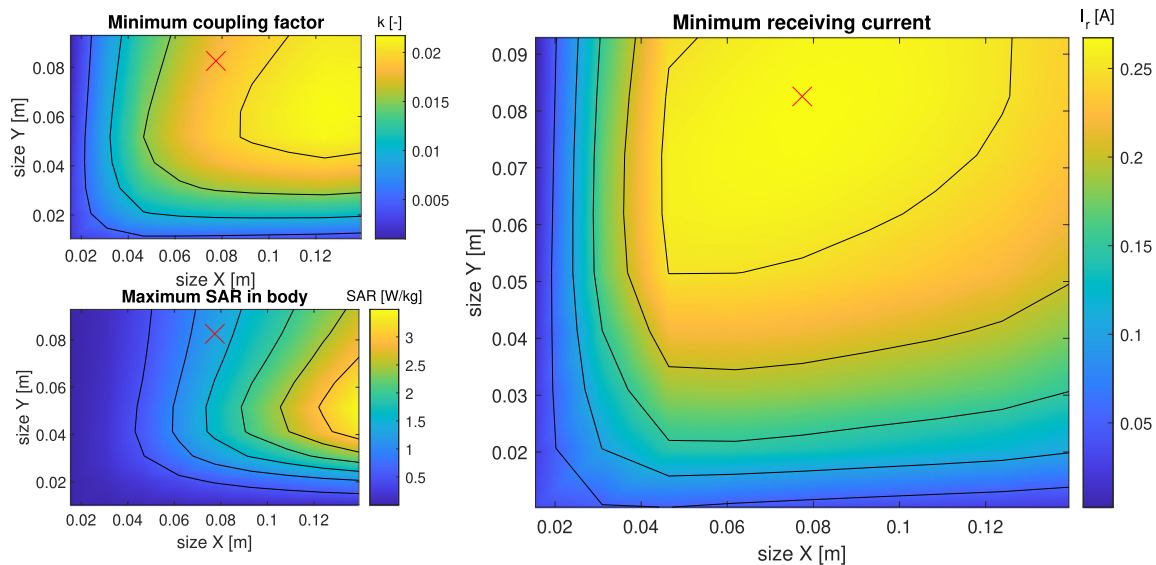 Minimum coupling factor
k [-]
0.08
0.06
0.04
0.02
size Y [m]
0.02 0.04 0.06 0.08 0.1 0.12
size X [m]
0.02
0.015
0.01
0.005
Maximum SAR in body
SAR [W/kg]
0.08
0.06
0.04
0.02
size Y [m]
0.02 0.04 0.06 0.08 0.1 0.12
size X [m]
3
2.5
2
1.5
1
0.5
Minimum receiving current
I_r [A]
0.09
0.08
0.07
0.06
0.05
0.04
0.03
0.02
size Y [m]
0.02 0.04 0.06 0.08 0.1 0.12
size X [m]
0.25
0.2
0.15
0.1
0.05